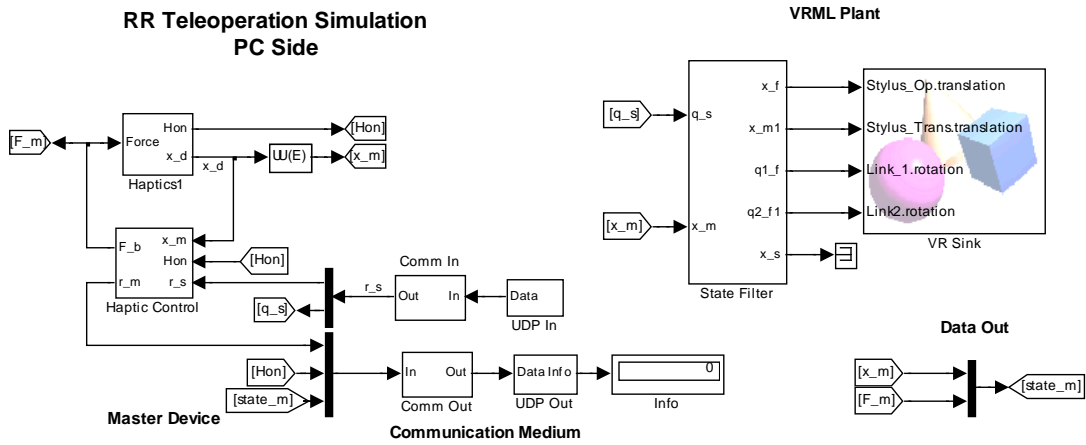 RR Teleoperation Simulation
PC Side
VRML Plant
[F_m]
Force
Hon
x_d
Haptics1
x_d
U(E)
[Hon]
[x_m]
F_b
r_m
x_m
Hon
r_s
Haptic Control
[Hon]
[q_s]
r_s
Comm In
Out
In
Data
UDP In
[Hon]
[state_m]
Master Device
In
Out
Comm Out
Data Info
UDP Out
0
Info
Communication Medium
[q_s]
[x_m]
q_s
x_m
x_f
x_m1
q1_f
q2_f1
x_s
State Filter
Stylus_Op.translation
Stylus_Trans.translation
Link_1.rotation
Link2.rotation
VR Sink
Data Out
[x_m]
[F_m]
[state_m]